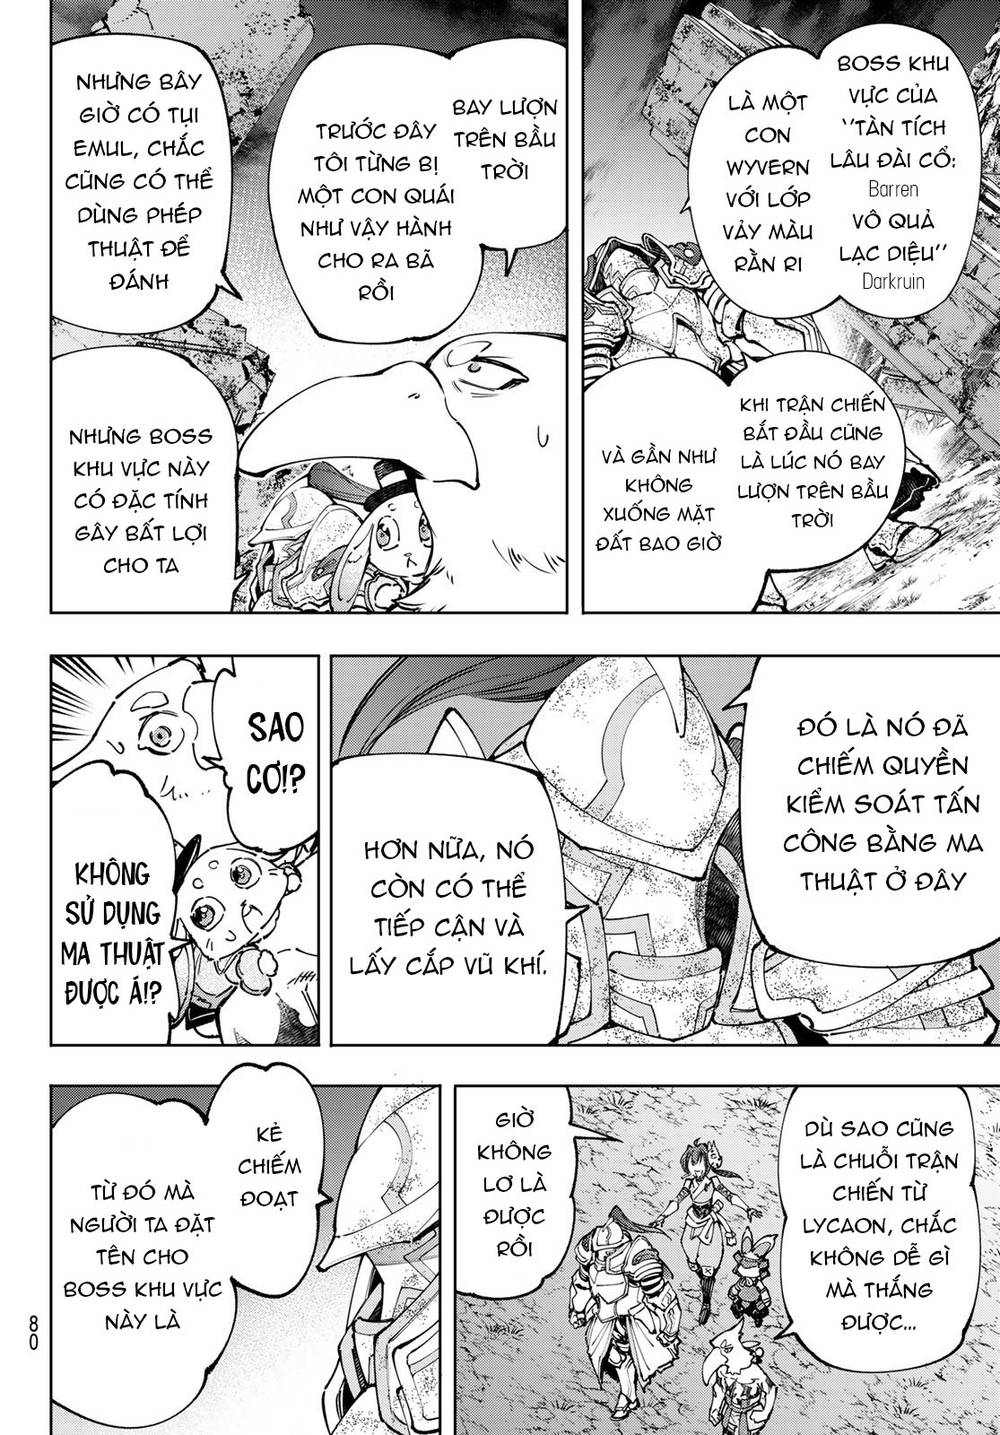 BOSS KHU
VỰC CỦA
"TÀN TÍCH
LÂU ĐÀI CỔ:
Barren
VÔ QUẢ
LẠC DIỆU"
Darkruin
LÀ MỘT
CON
WYVERN
VỚI LỚP
VẢY MÀU
RẰN RI
KHI TRẬN CHIẾN
BẮT ĐẦU CŨNG
LÀ LÚC NÓ BAY
LƯỢN TRÊN BẦU
TRỜI
VÀ GẦN NHƯ
KHÔNG
XUỐNG MẶT
ĐẤT BAO GIỜ
BAY LƯỢN
TRÊN BẦU
TRỜI
TRƯỚC ĐÂY
TÔI TỪNG BỊ
MỘT CON QUÁI
NHƯ VẬY HÀNH
CHO RA BÃ
RỒI
NHƯNG BÂY
GIỜ CÓ TỤI
EMUL, CHẮC
CŨNG CÓ THỂ
DÙNG PHÉP
THUẬT ĐỂ
ĐÁNH
NHƯNG BOSS
KHU VỰC NÀY
CÓ ĐẶC TÍNH
GÂY BẤT LỢI
CHO TA
ĐÓ LÀ NÓ ĐÃ
CHIẾM QUYỀN
KIỂM SOÁT TẤN
CÔNG BẰNG MA
THUẬT Ở ĐÂY
HƠN NỮA, NÓ
CÒN CÓ THỂ
TIẾP CẬN VÀ
LẤY CẮP VŨ KHÍ.
SAO
CƠ!?
KHÔNG
SỬ DỤNG
MA THUẬT
ĐƯỢC Á!?
DÙ SAO CŨNG
LÀ CHUỖI TRẬN
CHIẾN TỪ
LYCAON, CHẮC
KHÔNG DỄ GÌ
MÀ THẮNG
ĐƯỢC...
GIỜ
KHÔNG
LƠ LÀ
ĐƯỢC
RỒI
KẺ
CHIẾM
ĐOẠT
TỪ ĐÓ MÀ
NGƯỜI TA ĐẶT
TÊN CHO
BOSS KHU VỰC
NÀY LÀ
80